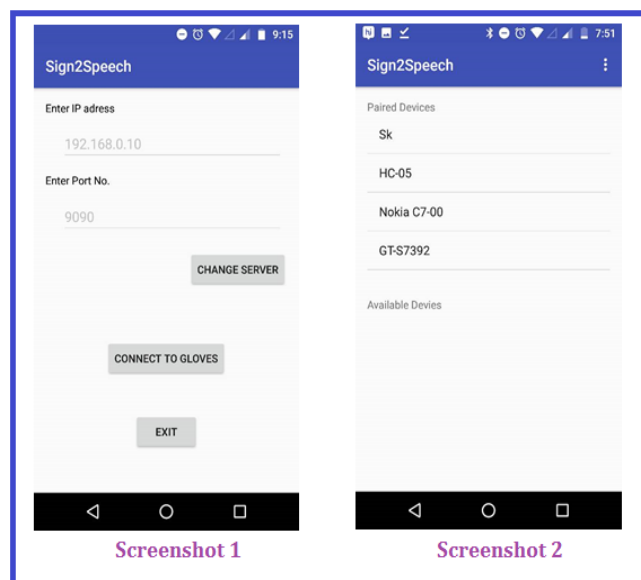 9:15
Sign2Speech
Enter IP adress
192.168.0.10
Enter Port No.
9090
CHANGE SERVER
CONNECT TO GLOVES
EXIT
Screenshot 1
hi 7:51
Sign2Speech
Paired Devices
Sk
HC-05
Nokia C7-00
GT-S7392
Available Devies
Screenshot 2